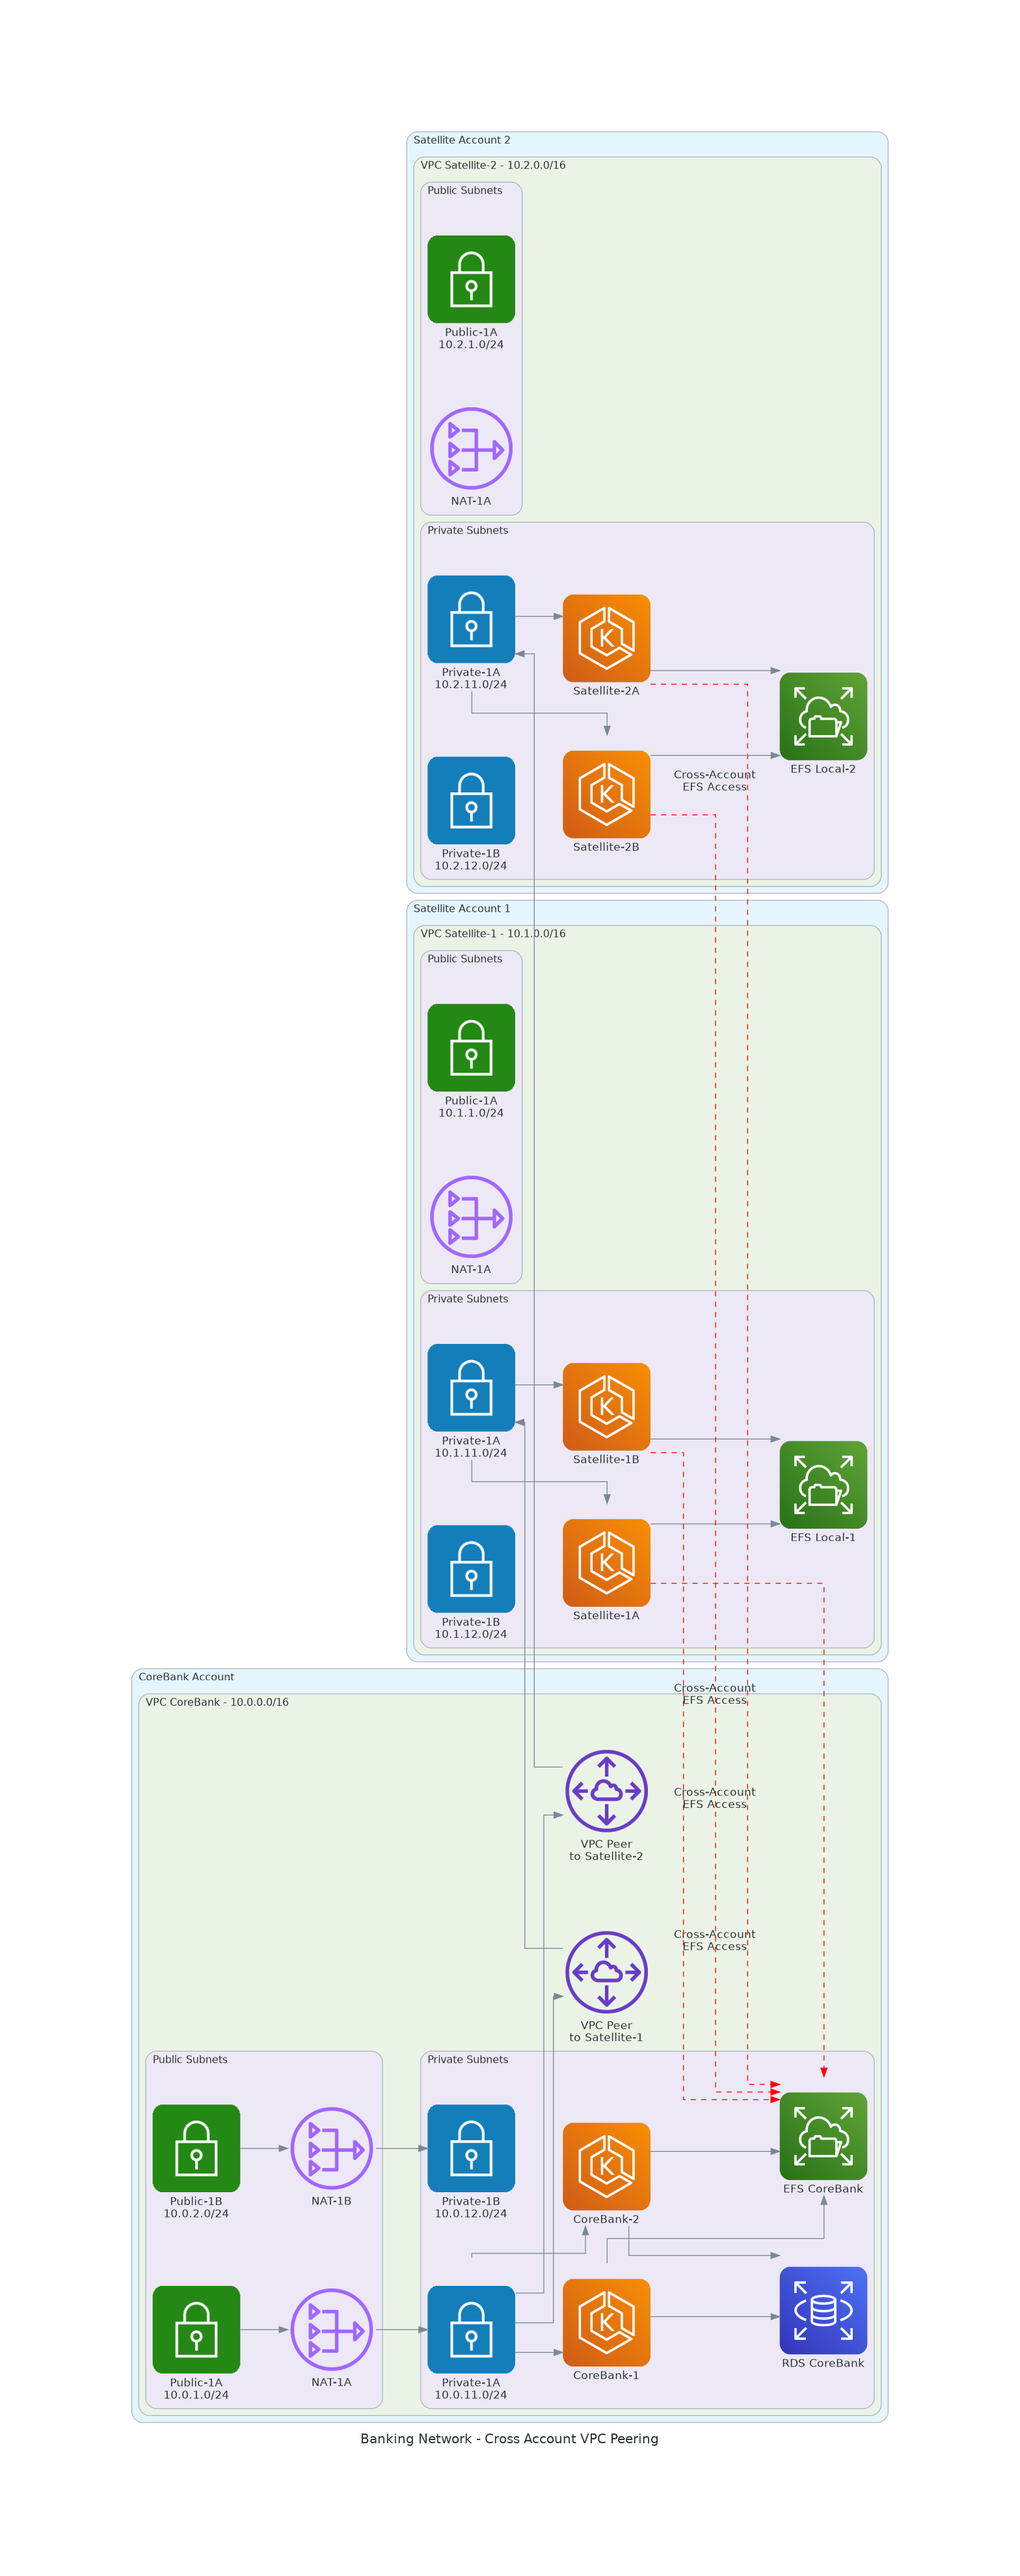 Satellite Account 2
VPC Satellite-2 - 10.2.0.0/16
Public Subnets
Public-1A
10.2.1.0/24
NAT-1A
Private Subnets
Private-1A
10.2.11.0/24
Satellite-2A
EFS Local-2
Cross-Account
EFS Access
Satellite-2B
Private-1B
10.2.12.0/24
Satellite Account 1
VPC Satellite-1 - 10.1.0.0/16
Public Subnets
Public-1A
10.1.1.0/24
NAT-1A
Private Subnets
Private-1A
10.1.11.0/24
Satellite-1B
EFS Local-1
Satellite-1A
Private-1B
10.1.12.0/24
CoreBank Account
VPC CoreBank - 10.0.0.0/16
Cross-Account
EFS Access
Cross-Account
EFS Access
VPC Peer
to Satellite-2
Cross-Account
EFS Access
VPC Peer
to Satellite-1
Public Subnets
Private Subnets
Public-1B
10.0.2.0/24
NAT-1B
Private-1B
10.0.12.0/24
CoreBank-2
EFS CoreBank
Public-1A
10.0.1.0/24
NAT-1A
Private-1A
10.0.11.0/24
CoreBank-1
RDS CoreBank
Banking Network - Cross Account VPC Peering